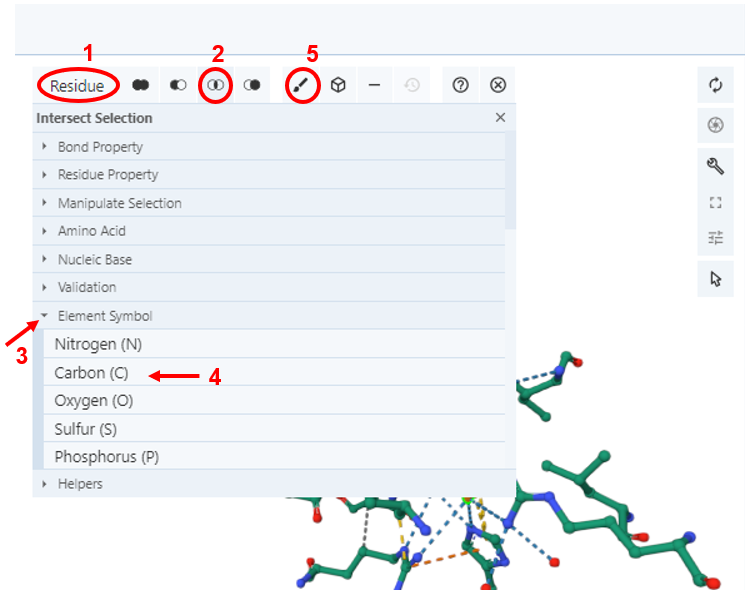 1
2
5
Residue
Intersect Selection
Bond Property
Residue Property
Manipulate Selection
Amino Acid
Nucleic Base
Validation
Element Symbol
3
Nitrogen (N)
Carbon (C)
4
Oxygen (O)
Sulfur (S)
Phosphorus (P)
Helpers